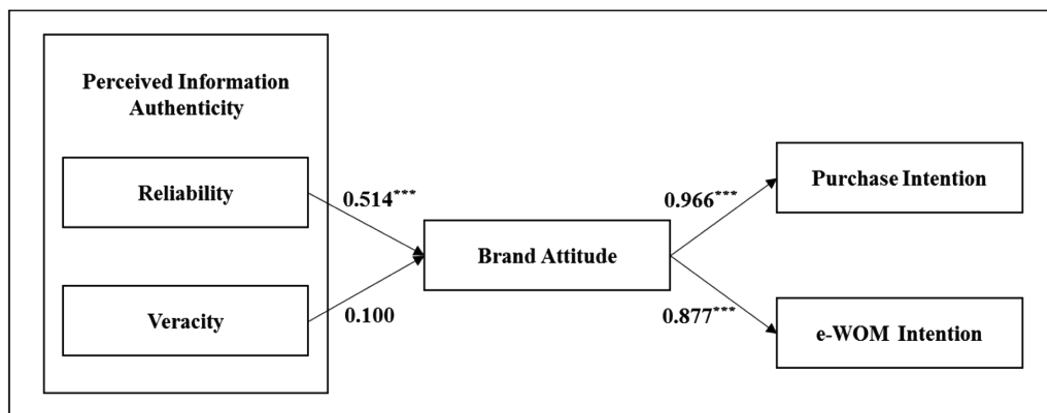 Perceived Information
Authenticity
Reliability
Veracity
0.514***
0.100
Brand Attitude
0.966***
0.877***
Purchase Intention
e-WOM Intention